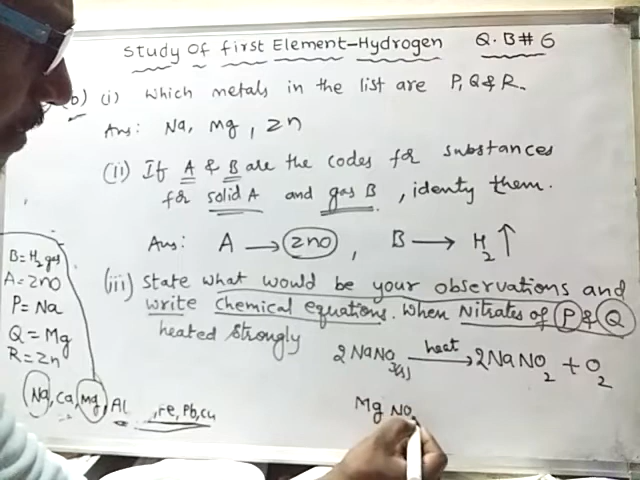 Study Of first Element-Hydrogen Q.B#6
b) (i) Which metals in the list are P, Q & R.
Ans: Na, Mg, Zn
(ii) If A & B are the codes for substances
for solid A and gas B, identy them.
Ans: A → ZnO, B → H2↑
(iii) State what would be your observations and
write Chemical equations. When Nitrates of P & Q
heated strongly
2NaNO3(s) heat→ 2NaNO2 + O2
Mg NO
B = H2 gas
A = ZnO
P = Na
Q = Mg
R = Zn
Na, Ca, Mg, Al, Fe, Pb, Cu